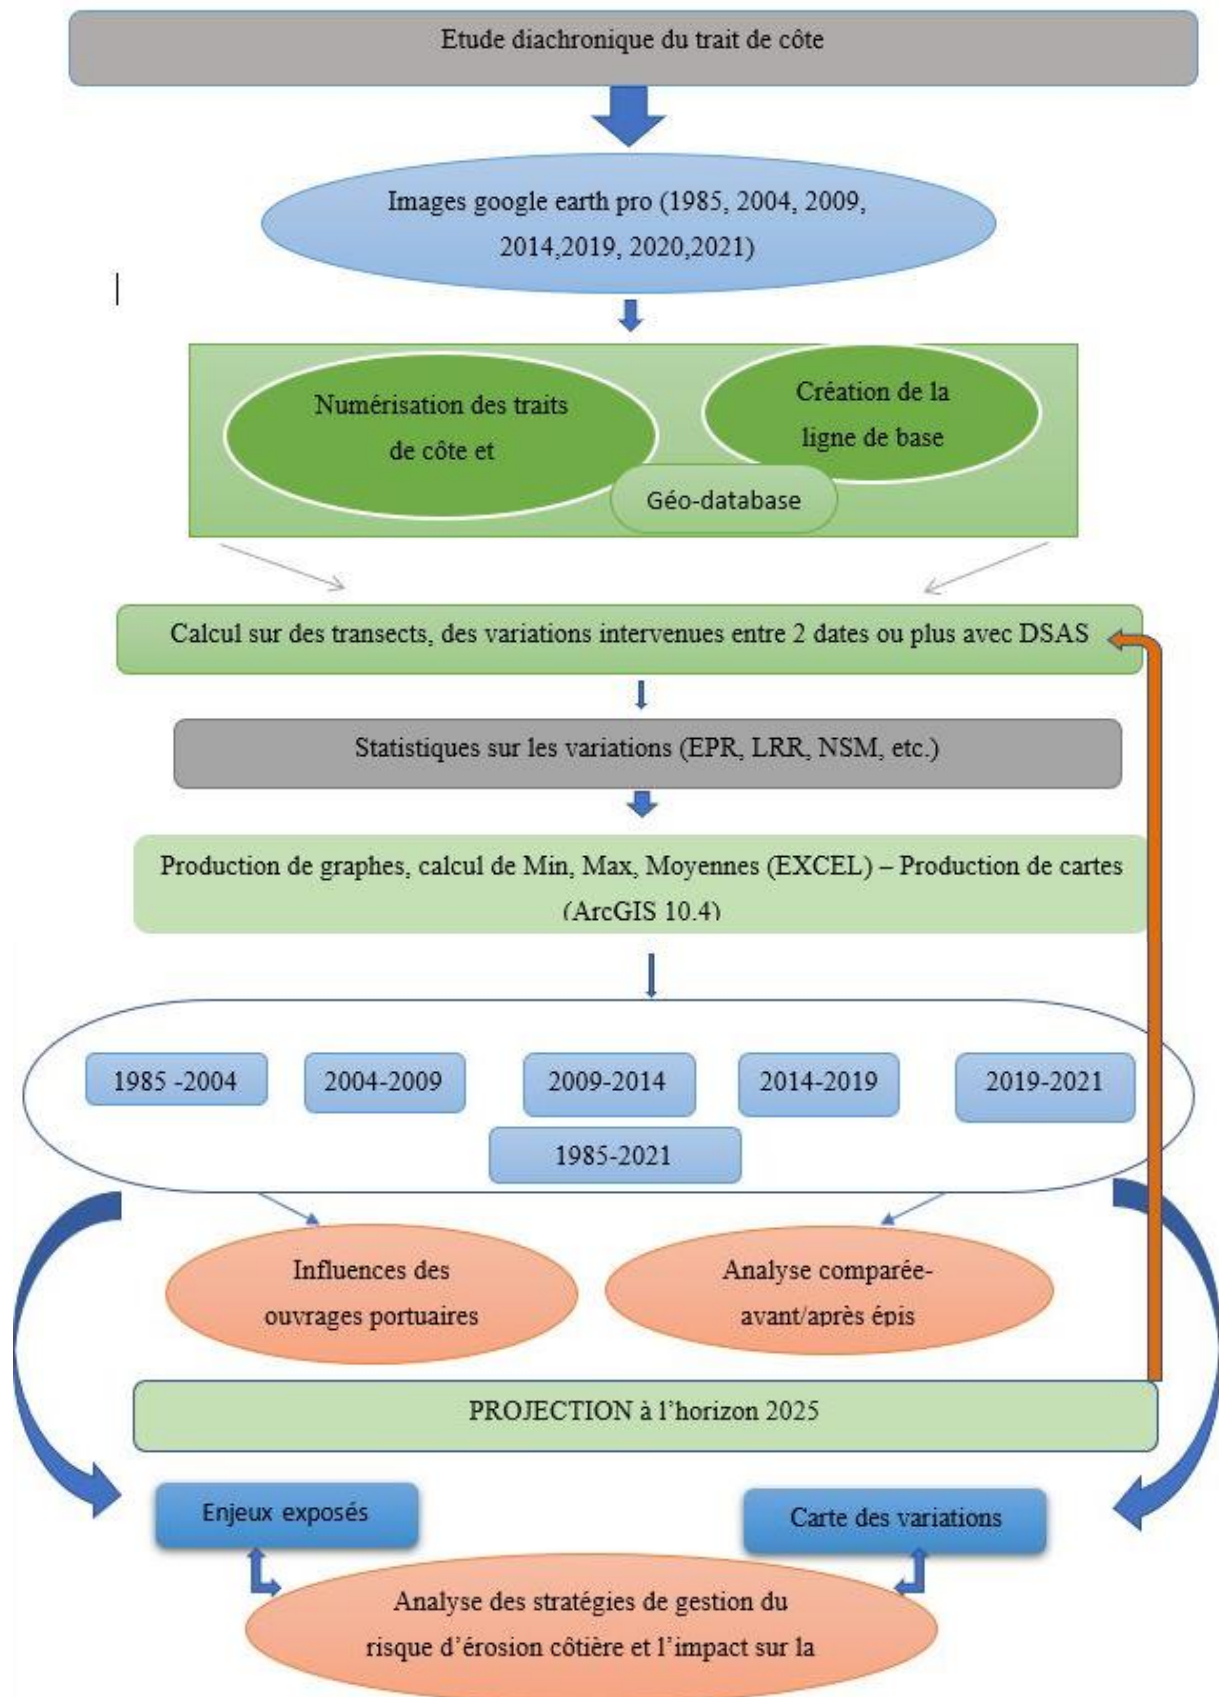 Etude diachronique du trait de côte
Images google earth pro (1985, 2004, 2009,
2014,2019, 2020,2021)
Numérisation des traits
de côte et
Création de la
ligne de base
Géo-database
Calcul sur des transects, des variations intervenues entre 2 dates ou plus avec DSAS
Statistiques sur les variations (EPR, LRR, NSM, etc.)
Production de graphes, calcul de Min, Max, Moyennes (EXCEL) – Production de cartes
(ArcGIS 10.4)
1985 -2004
2004-2009
2009-2014
2014-2019
2019-2021
1985-2021
Influences des
ouvrages portuaires
Analyse comparée-
avant/après épis
PROJECTION à l’horizon 2025
Enjeux exposés
Carte des variations
Analyse des stratégies de gestion du
risque d’érosion côtière et l’impact sur la